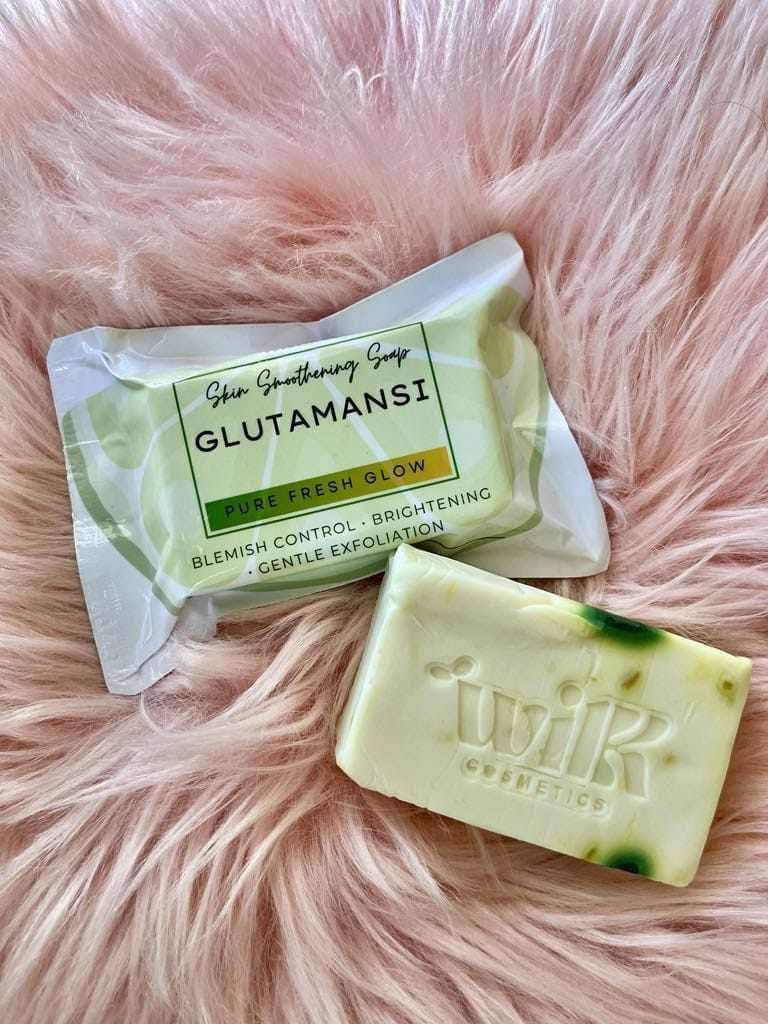 Skin Smoothening Soap
GLUTAMANSI
PURE FRESH GLOW
BLEMISH CONTROL · BRIGHTENING
· GENTLE EXFOLIATION
wik
COSMETICS